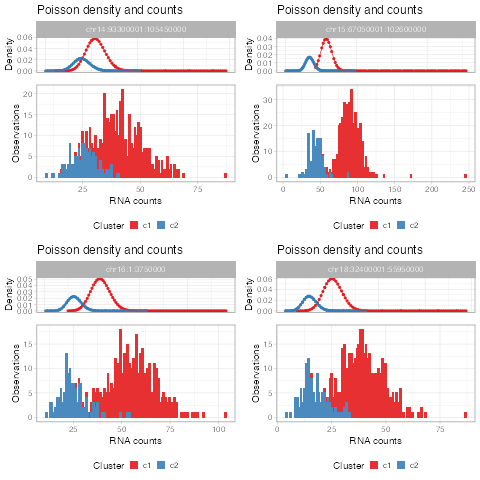 Poisson density and counts
chr14:93300001:105450000
Density
0.06
0.04
0.02
0.00
Observations
20
15
10
5
0
25
50
75
RNA counts
Cluster c1 c2
Poisson density and counts
chr15:67050001:102600000
Density
0.04
0.03
0.02
0.01
0.00
Observations
30
20
10
0
0
50
100
150
200
250
RNA counts
Cluster c1 c2
Poisson density and counts
chr16:1:3750000
Density
0.05
0.04
0.03
0.02
0.01
0.00
Observations
15
10
5
0
25
50
75
100
RNA counts
Cluster c1 c2
Poisson density and counts
chr18:32400001:55950000
Density
0.06
0.04
0.02
0.00
Observations
15
10
5
0
0
25
50
75
RNA counts
Cluster c1 c2